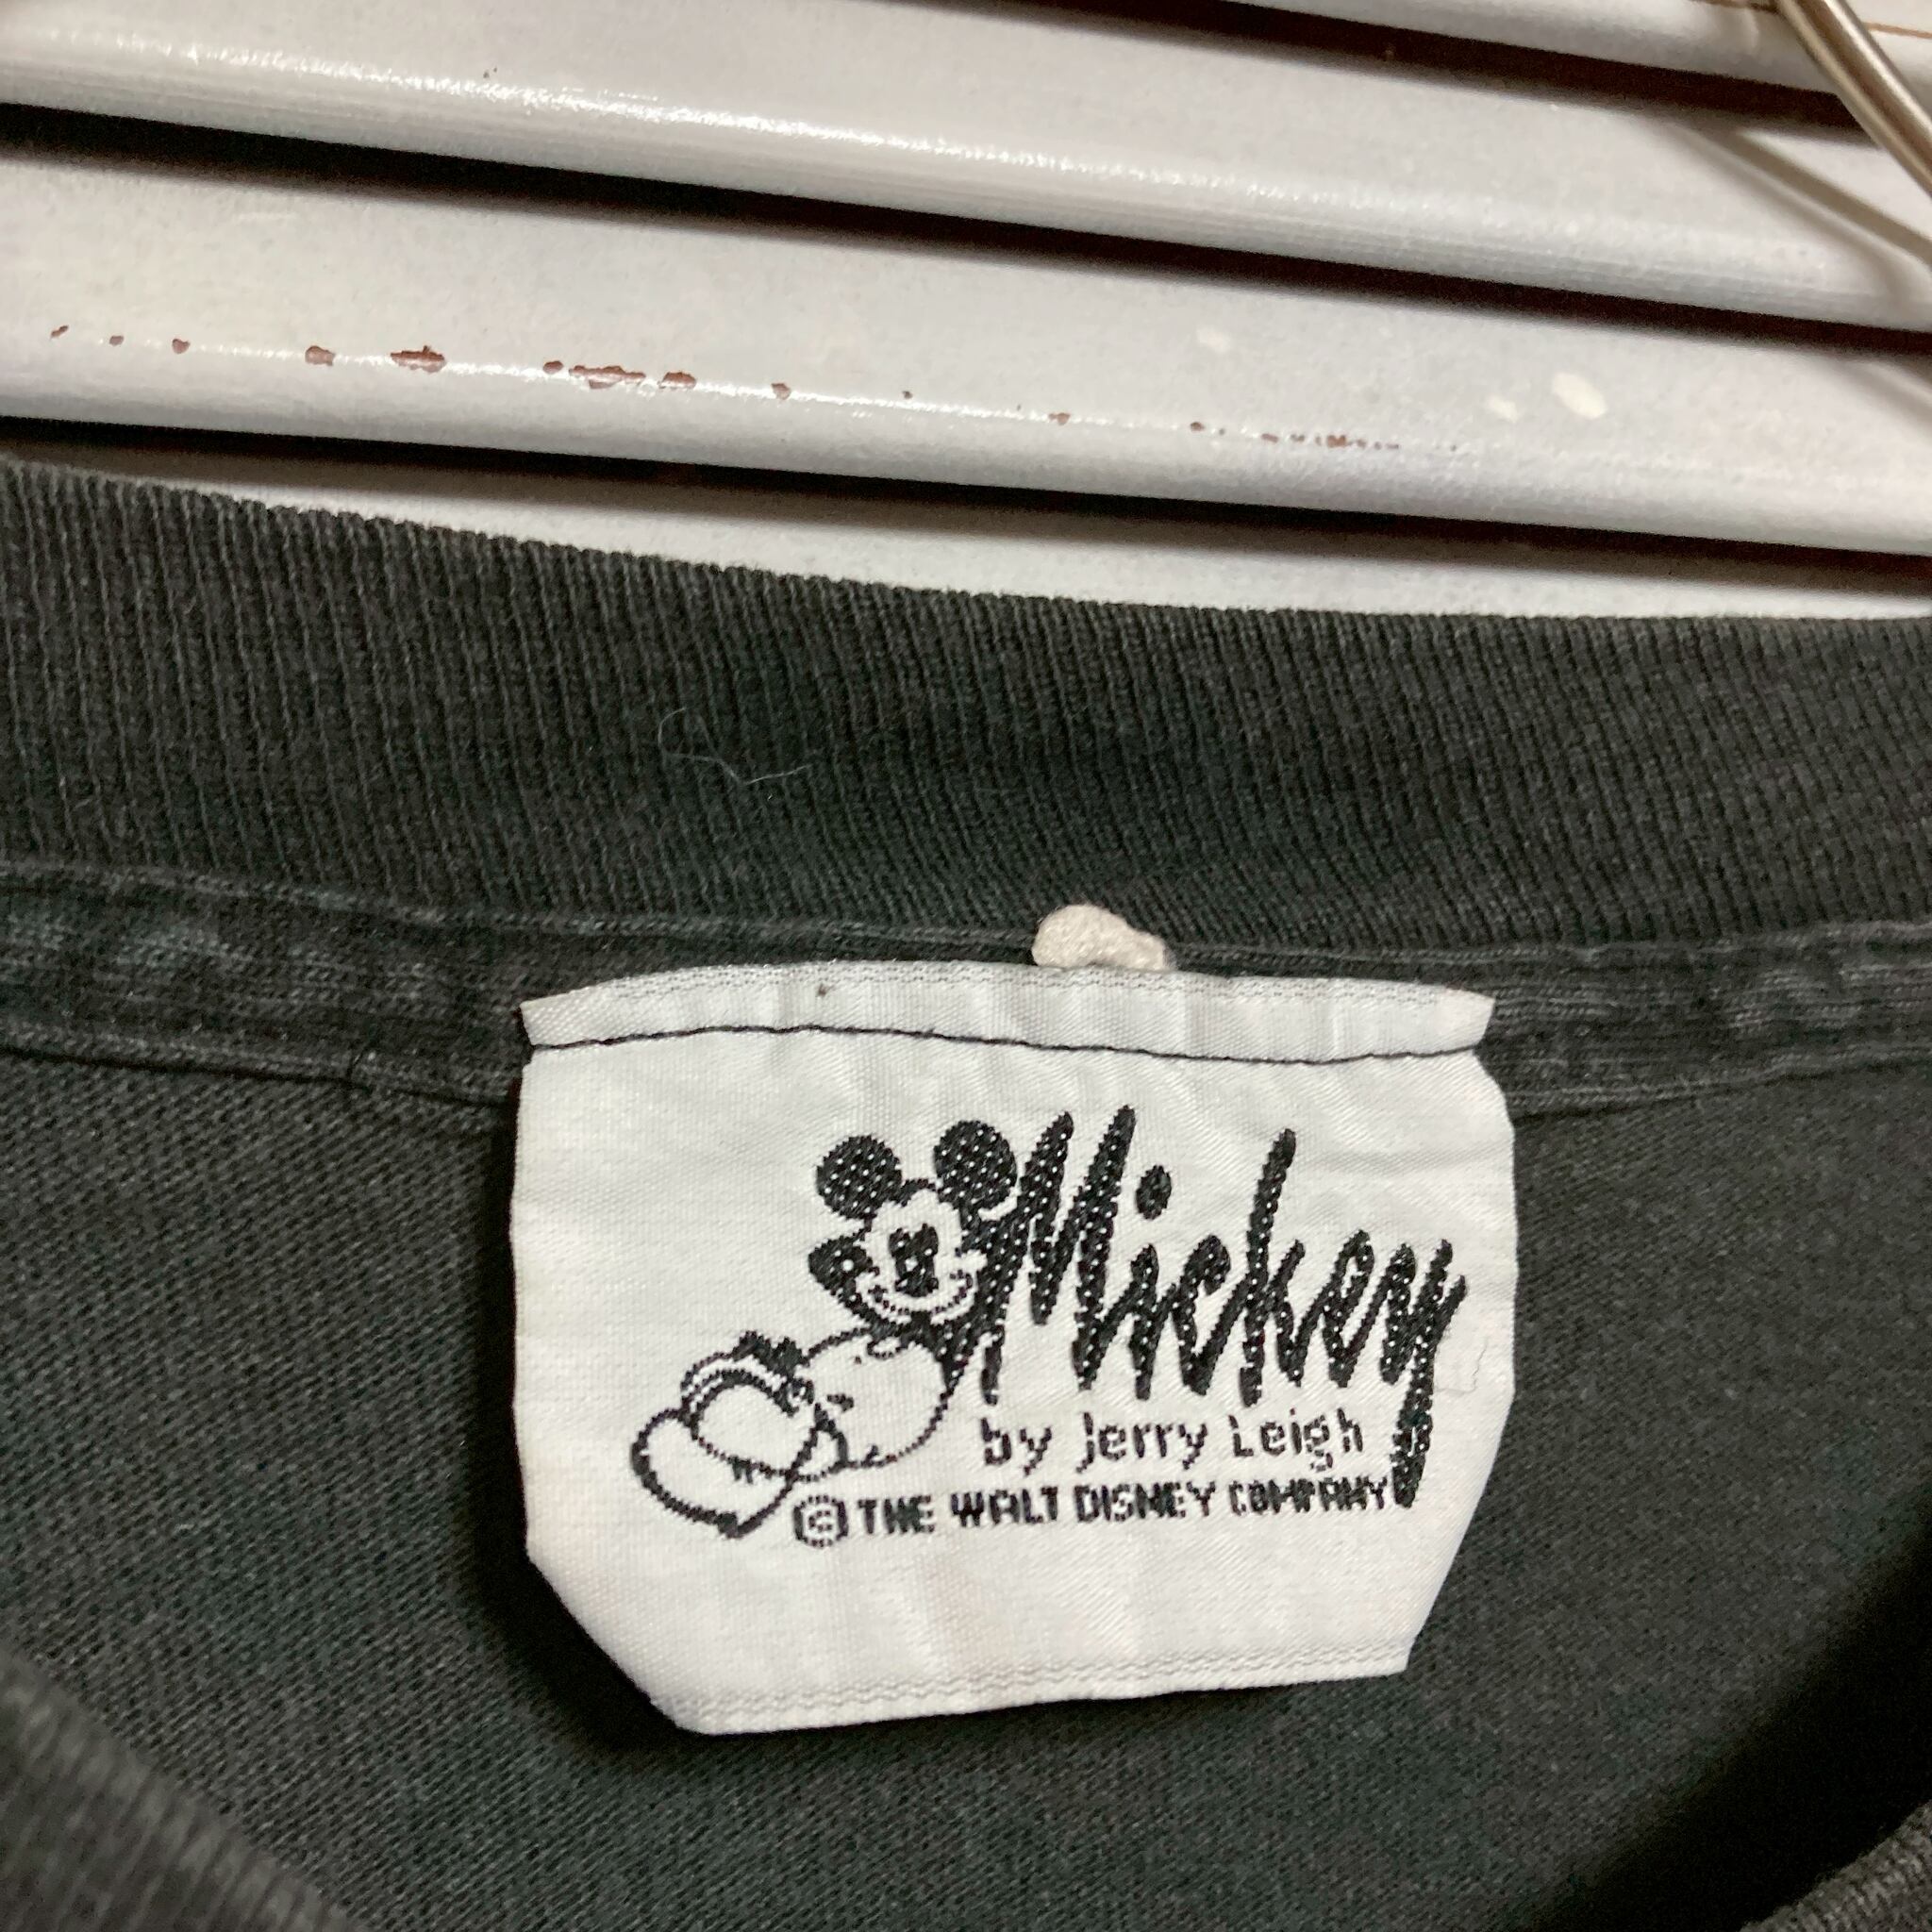 Mickey
by Jerry Leigh
© THE WALT DISNEY COMPANY